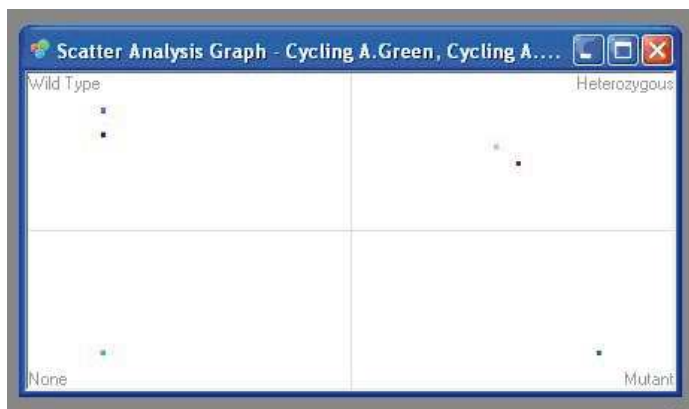 Scatter Analysis Graph - Cycling A.Green, Cycling A....
Wild Type
Heterozygous
None
Mutant